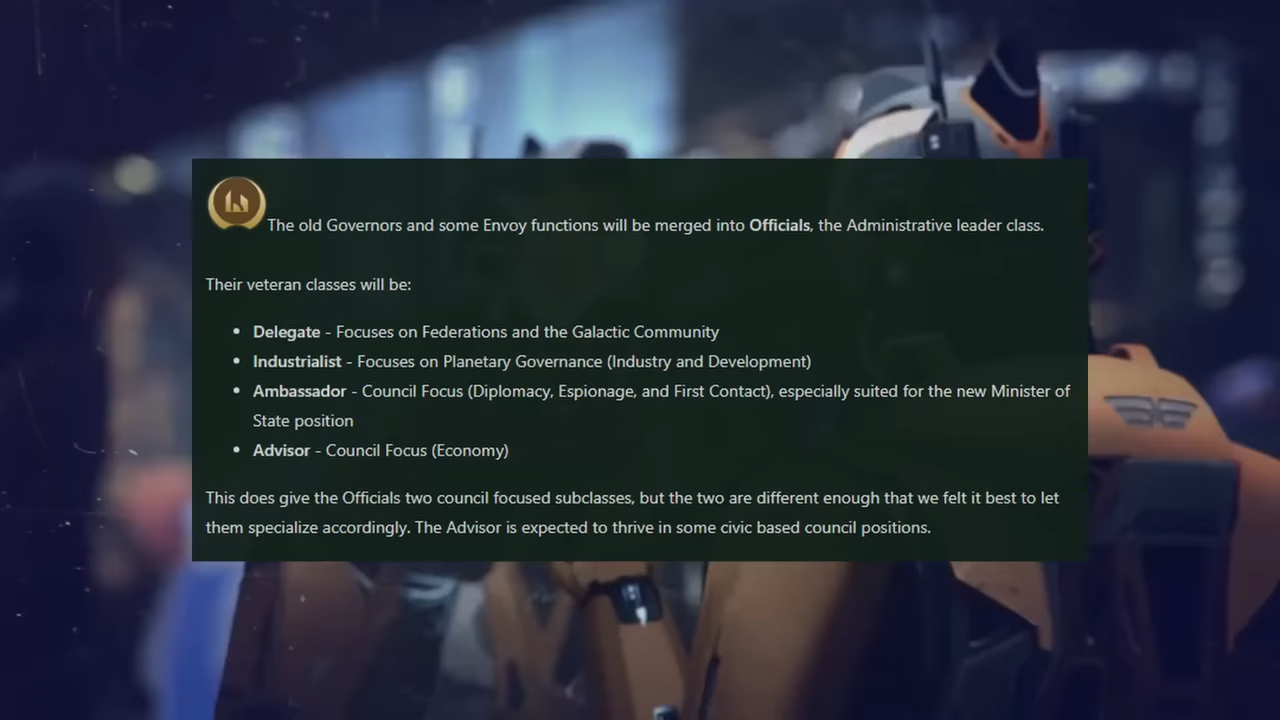 The old Governors and some Envoy functions will be merged into Officials, the Administrative leader class.
Their veteran classes will be:
• Delegate - Focuses on Federations and the Galactic Community
• Industrialist - Focuses on Planetary Governance (Industry and Development)
• Ambassador - Council Focus (Diplomacy, Espionage, and First Contact), especially suited for the new Minister of
State position
• Advisor - Council Focus (Economy)
This does give the Officials two council focused subclasses, but the two are different enough that we felt it best to let
them specialize accordingly. The Advisor is expected to thrive in some civic based council positions.